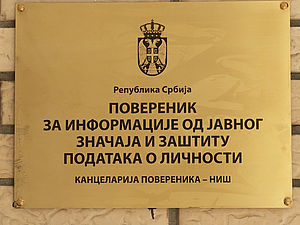 Република Србија
ПОВЕРЕНИК
ЗА ИНФОРМАЦИЈЕ ОД ЈАВНОГ
ЗНАЧАЈА И ЗАШТИТУ
ПОДАТАКА О ЛИЧНОСТИ
КАНЦЕЛАРИЈА ПОВЕРЕНИКА – НИШ